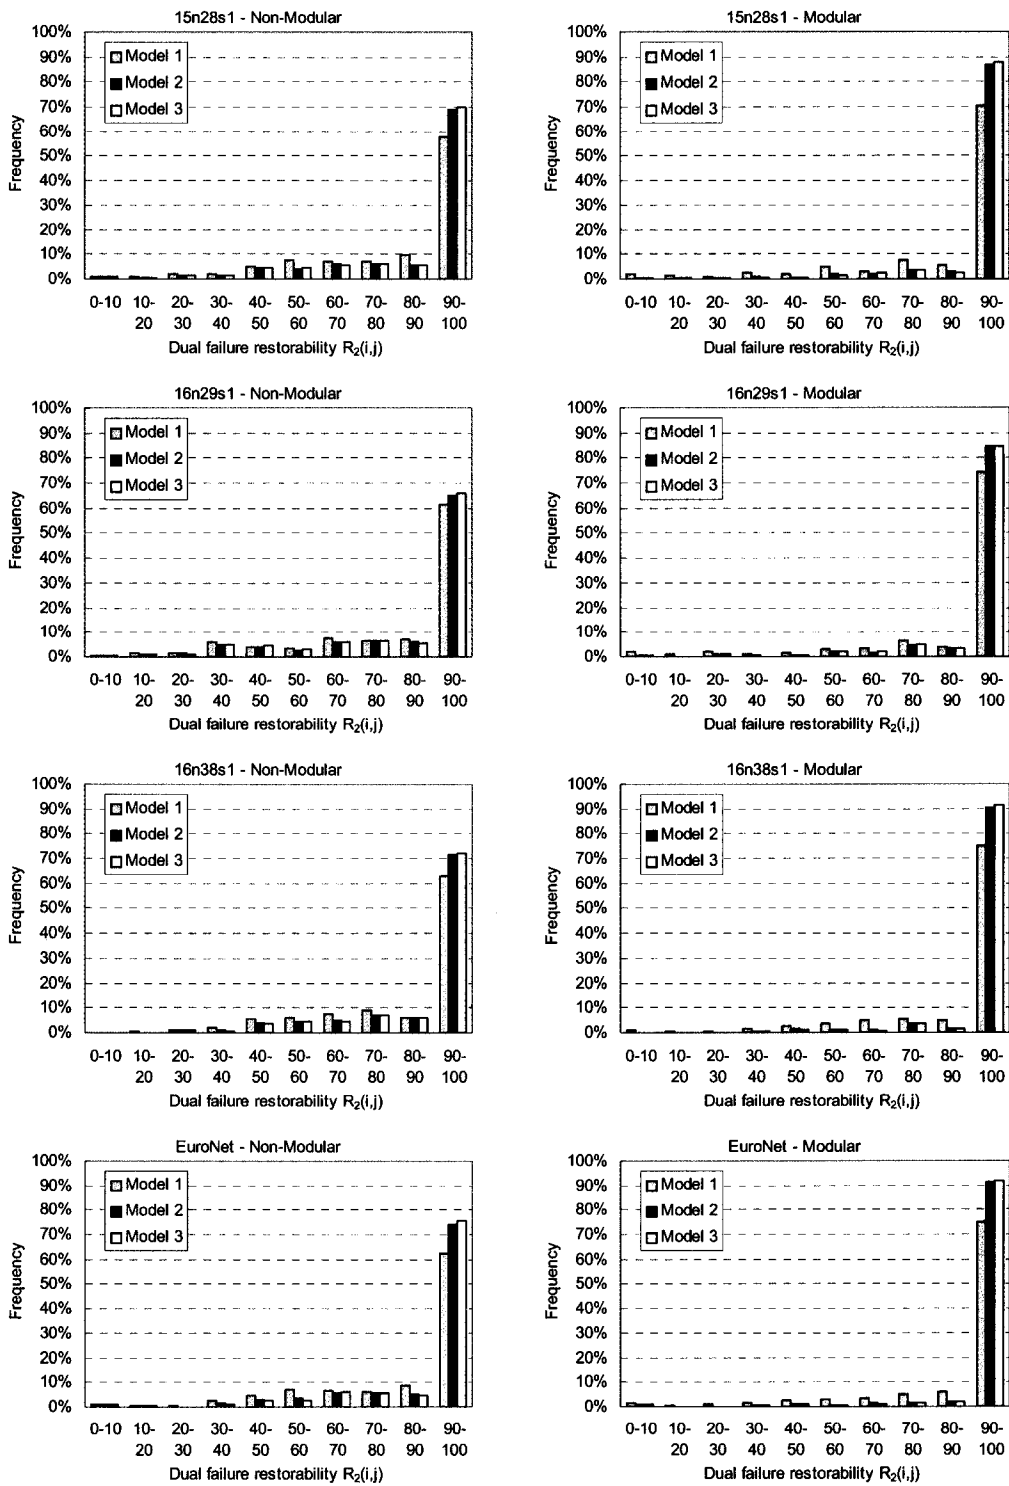 15n28s1 - Non-Modular
100%
90%
80%
70%
60%
50%
40%
30%
20%
10%
0%
Frequency
Model 1
Model 2
Model 3
0-10 10-20 20-30 30-40 40-50 50-60 60-70 70-80 80-90 90-100
Dual failure restorability R₂(i,j)
15n28s1 - Modular
100%
90%
80%
70%
60%
50%
40%
30%
20%
10%
0%
Frequency
Model 1
Model 2
Model 3
0-10 10-20 20-30 30-40 40-50 50-60 60-70 70-80 80-90 90-100
Dual failure restorability R₂(i,j)
16n29s1 - Non-Modular
100%
90%
80%
70%
60%
50%
40%
30%
20%
10%
0%
Frequency
Model 1
Model 2
Model 3
0-10 10-20 20-30 30-40 40-50 50-60 60-70 70-80 80-90 90-100
Dual failure restorability R₂(i,j)
16n29s1 - Modular
100%
90%
80%
70%
60%
50%
40%
30%
20%
10%
0%
Frequency
Model 1
Model 2
Model 3
0-10 10-20 20-30 30-40 40-50 50-60 60-70 70-80 80-90 90-100
Dual failure restorability R₂(i,j)
16n38s1 - Non-Modular
100%
90%
80%
70%
60%
50%
40%
30%
20%
10%
0%
Frequency
Model 1
Model 2
Model 3
0-10 10-20 20-30 30-40 40-50 50-60 60-70 70-80 80-90 90-100
Dual failure restorability R₂(i,j)
16n38s1 - Modular
100%
90%
80%
70%
60%
50%
40%
30%
20%
10%
0%
Frequency
Model 1
Model 2
Model 3
0-10 10-20 20-30 30-40 40-50 50-60 60-70 70-80 80-90 90-100
Dual failure restorability R₂(i,j)
EuroNet - Non-Modular
100%
90%
80%
70%
60%
50%
40%
30%
20%
10%
0%
Frequency
Model 1
Model 2
Model 3
0-10 10-20 20-30 30-40 40-50 50-60 60-70 70-80 80-90 90-100
Dual failure restorability R₂(i,j)
EuroNet - Modular
100%
90%
80%
70%
60%
50%
40%
30%
20%
10%
0%
Frequency
Model 1
Model 2
Model 3
0-10 10-20 20-30 30-40 40-50 50-60 60-70 70-80 80-90 90-100
Dual failure restorability R₂(i,j)